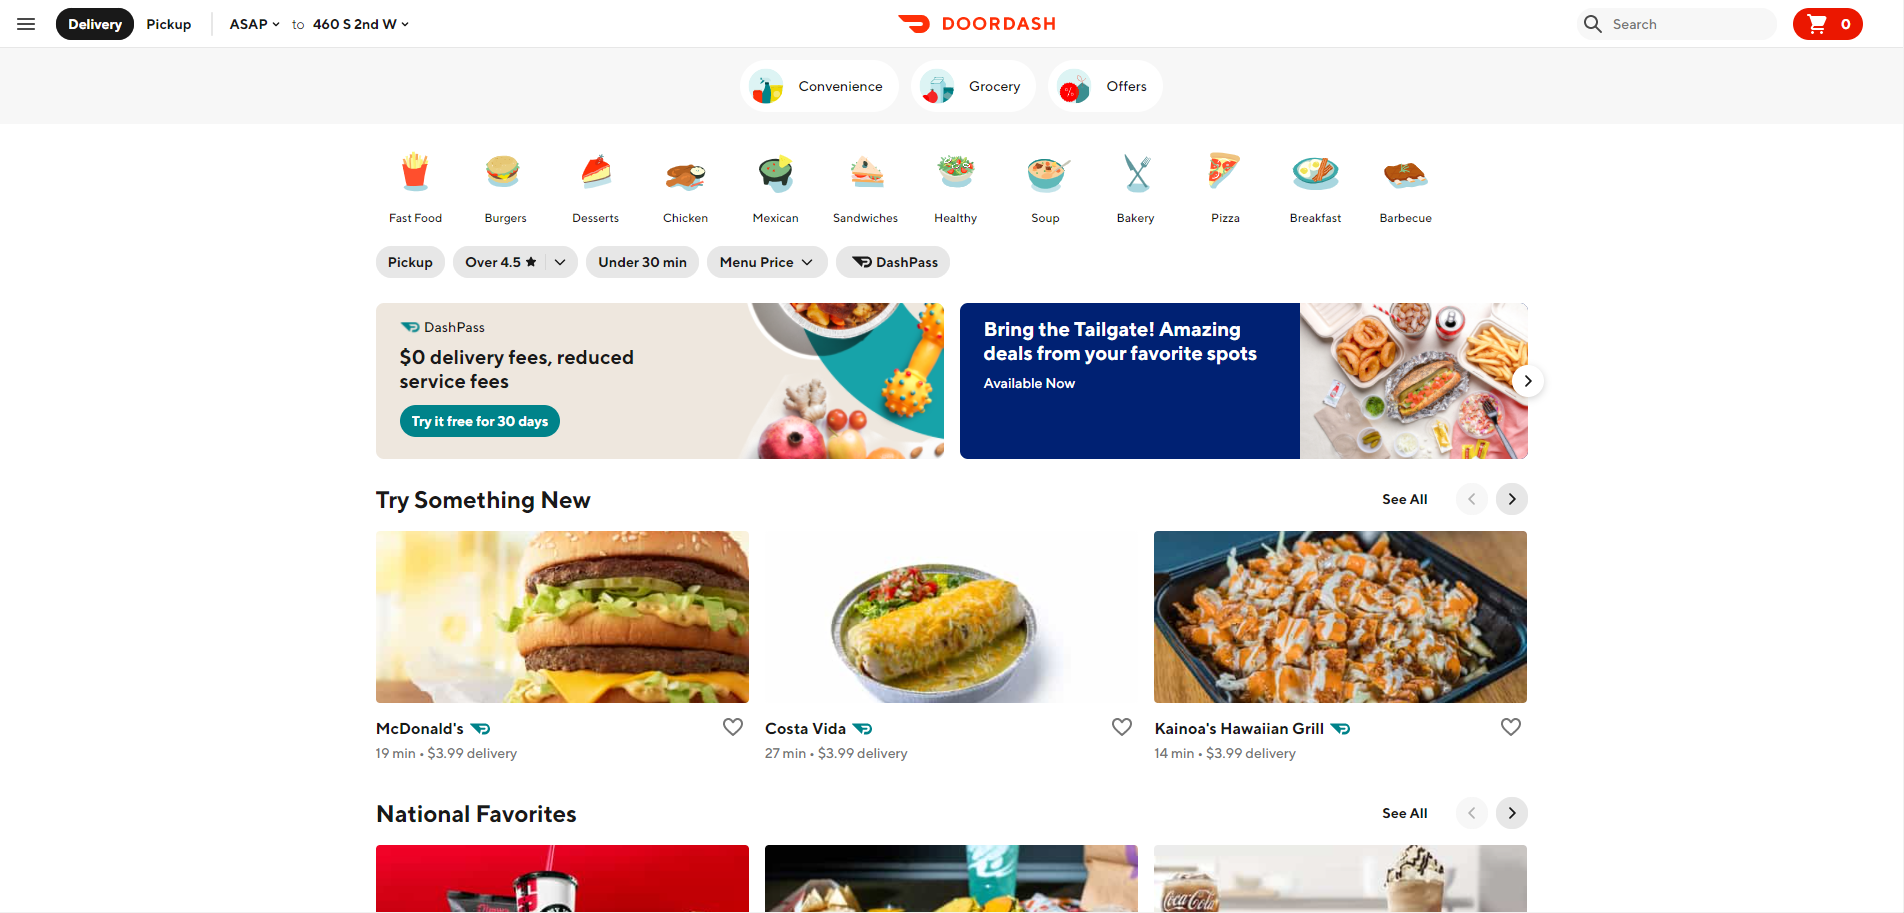 Delivery
Pickup
ASAP to 460 S 2nd W
DOORDASH
Search
0
Convenience
Grocery
Offers
%
Fast Food
Burgers
Desserts
Chicken
Mexican
Sandwiches
Healthy
Soup
Bakery
Pizza
Breakfast
Barbecue
Pickup
Over 4.5 ★
Under 30 min
Menu Price
DashPass
DashPass
$0 delivery fees, reduced
service fees
Try it free for 30 days
Bring the Tailgate! Amazing
deals from your favorite spots
Available Now
Try Something New
See All
McDonald's
19 min • $3.99 delivery
Costa Vida
27 min • $3.99 delivery
Kainoa's Hawaiian Grill
14 min • $3.99 delivery
National Favorites
See All
Coca-Cola